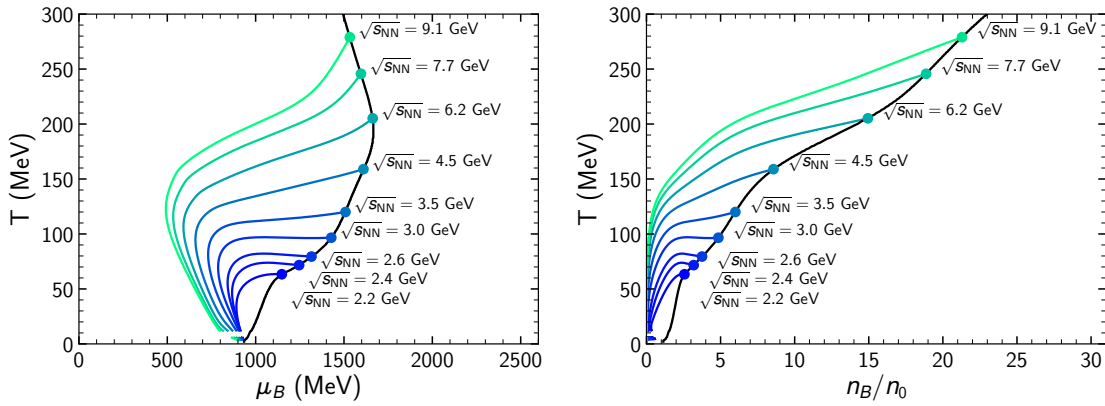 300
250
200
150
100
50
0
T (MeV)
√sNN = 9.1 GeV
√sNN = 7.7 GeV
√sNN = 6.2 GeV
√sNN = 4.5 GeV
√sNN = 3.5 GeV
√sNN = 3.0 GeV
√sNN = 2.6 GeV
√sNN = 2.4 GeV
√sNN = 2.2 GeV
0 500 1000 1500 2000 2500
μB (MeV)
300
250
200
150
100
50
0
T (MeV)
√sNN = 9.1 GeV
√sNN = 7.7 GeV
√sNN = 6.2 GeV
√sNN = 4.5 GeV
√sNN = 3.5 GeV
√sNN = 3.0 GeV
√sNN = 2.6 GeV
√sNN = 2.4 GeV
√sNN = 2.2 GeV
0 5 10 15 20 25 30
nB/n0